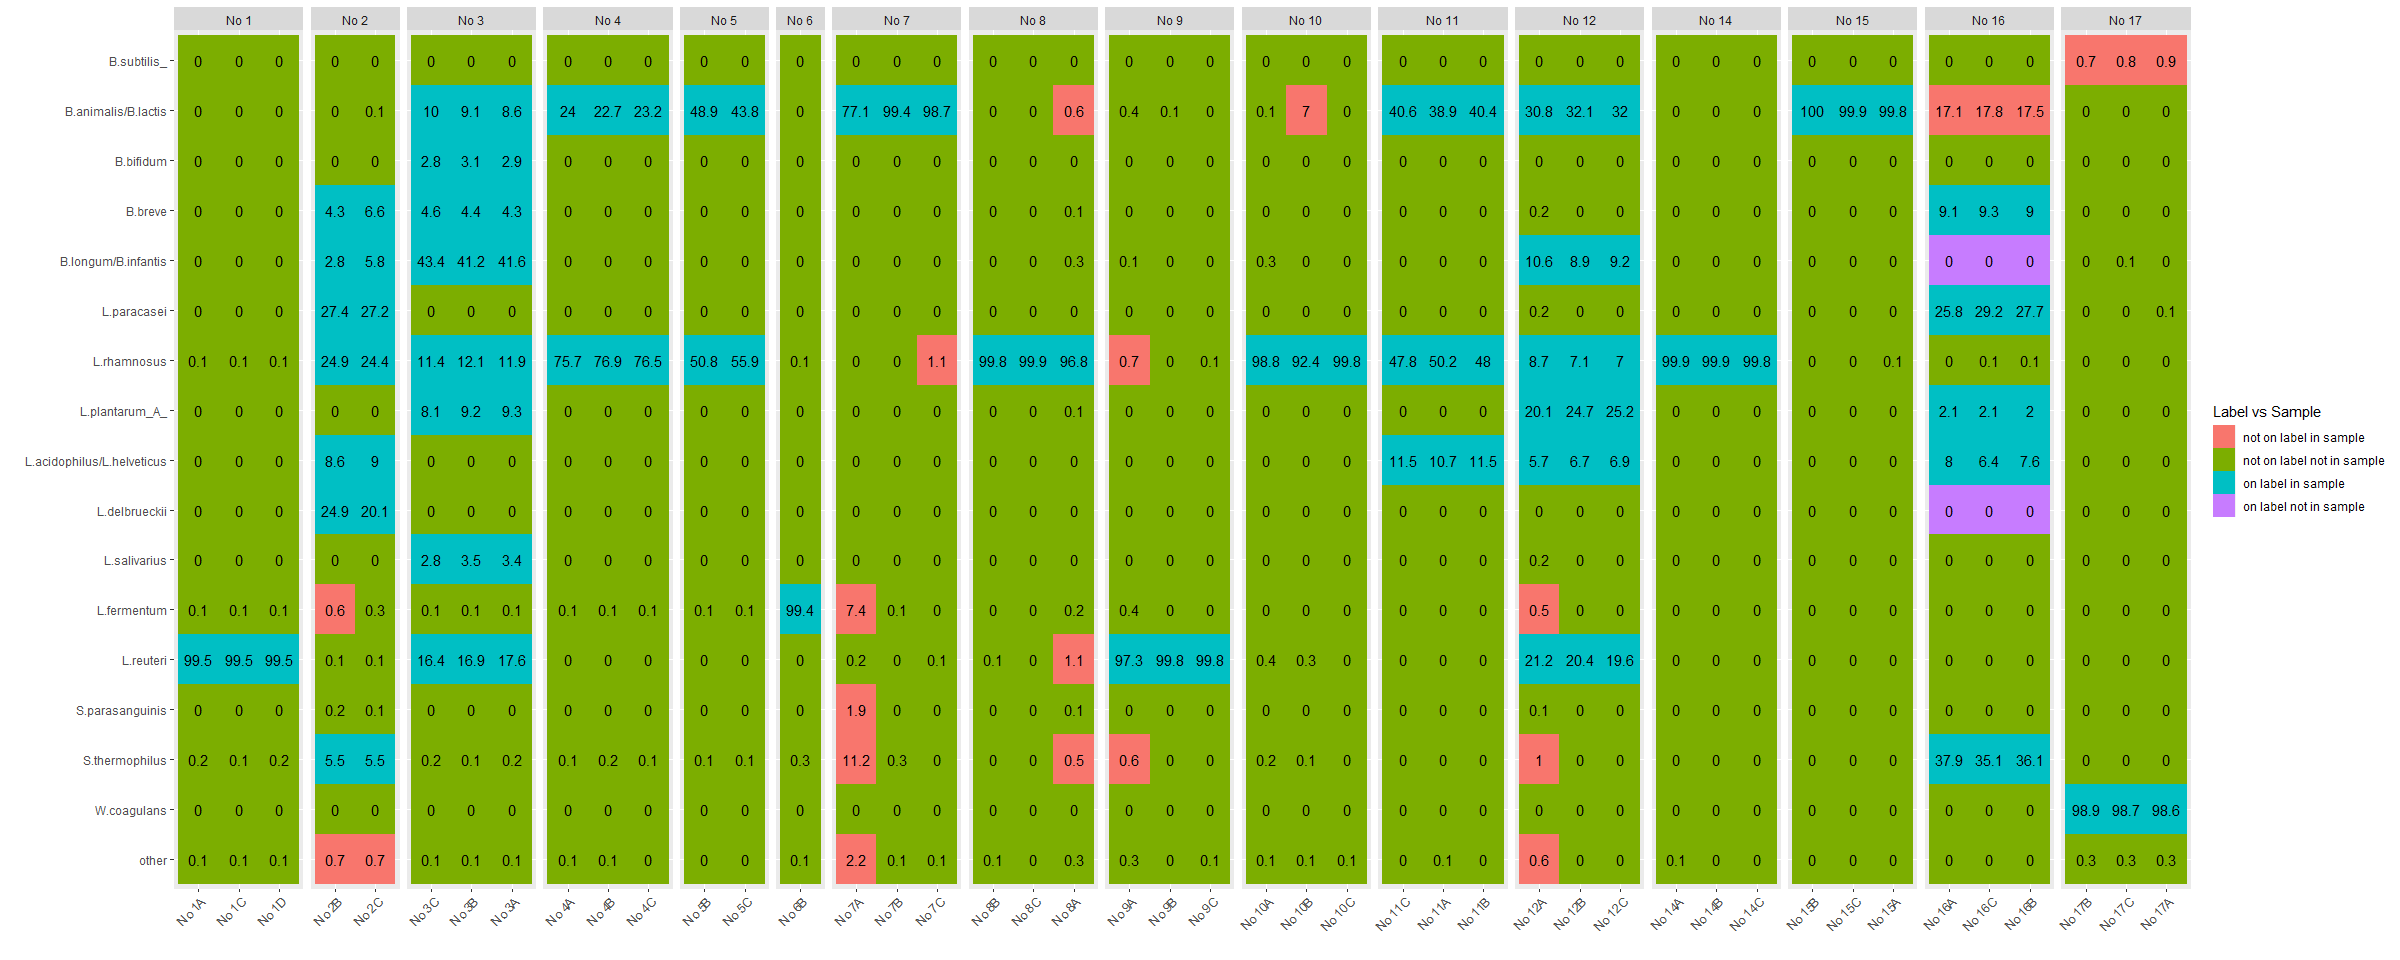 No 1 No 2 No 3 No 4 No 5 No 6 No 7 No 8 No 9 No 10 No 11 No 12 No 14 No 15 No 16 No 17
B.subtilis_ 0 0 0 0 0 0 0 0 0 0 0 0 0 0 0 0 0 0 0 0 0 0 0 0 0 0 0 0 0 0 0 0 0 0 0 0 0 0 0 0 0 0.7 0.8 0.9
B.animalis/B.lactis 0 0 0 0 0.1 10 9.1 8.6 24 22.7 23.2 48.9 43.8 0 77.1 99.4 98.7 0 0 0.6 0.4 0.1 0 0.1 7 0 40.6 38.9 40.4 30.8 32.1 32 0 0 0 100 99.9 99.8 17.1 17.8 17.5 0 0 0
B.bifidum 0 0 0 0 0 2.8 3.1 2.9 0 0 0 0 0 0 0 0 0 0 0 0 0 0 0 0 0 0 0 0 0 0 0 0 0 0 0 0 0 0 0 0 0 0 0 0
B.breve 0 0 0 4.3 6.6 4.6 4.4 4.3 0 0 0 0 0 0 0 0 0 0 0 0.1 0 0 0 0 0 0 0 0 0 0.2 0 0 0 0 0 0 0 0 9.1 9.3 9 0 0 0
B.longum/B.infantis 0 0 0 2.8 5.8 43.4 41.2 41.6 0 0 0 0 0 0 0 0 0 0 0 0.3 0.1 0 0 0.3 0 0 0 0 0 10.6 8.9 9.2 0 0 0 0 0 0 0 0 0 0 0.1 0
L.paracasei 0 0 0 27.4 27.2 0 0 0 0 0 0 0 0 0 0 0 0 0 0 0 0 0 0 0 0 0 0 0 0 0.2 0 0 0 0 0 0 0 0 25.8 29.2 27.7 0 0 0.1
L.rhamnosus 0.1 0.1 0.1 24.9 24.4 11.4 12.1 11.9 75.7 76.9 76.5 50.8 55.9 0.1 0 0 1.1 99.8 99.9 96.8 0.7 0 0.1 98.8 92.4 99.8 47.8 50.2 48 8.7 7.1 7 99.9 99.9 99.8 0 0 0.1 0 0.1 0.1 0 0 0
L.plantarum_A_ 0 0 0 0 0 8.1 9.2 9.3 0 0 0 0 0 0 0 0 0 0 0 0.1 0 0 0 0 0 0 0 0 0 20.1 24.7 25.2 0 0 0 0 0 0 2.1 2.1 2 0 0 0
L.acidophilus/L.helveticus 0 0 0 8.6 9 0 0 0 0 0 0 0 0 0 0 0 0 0 0 0 0 0 0 0 0 0 11.5 10.7 11.5 5.7 6.7 6.9 0 0 0 0 0 0 8 6.4 7.6 0 0 0
L.delbrueckii 0 0 0 24.9 20.1 0 0 0 0 0 0 0 0 0 0 0 0 0 0 0 0 0 0 0 0 0 0 0 0 0 0 0 0 0 0 0 0 0 0 0 0 0 0 0
L.salivarius 0 0 0 0 0 2.8 3.5 3.4 0 0 0 0 0 0 0 0 0 0 0 0 0 0 0 0 0 0 0 0 0 0.2 0 0 0 0 0 0 0 0 0 0 0 0 0 0
L.fermentum 0.1 0.1 0.1 0.6 0.3 0.1 0.1 0.1 0.1 0.1 0.1 0.1 0.1 99.4 7.4 0.1 0 0 0 0.2 0.4 0 0 0 0 0 0 0 0 0.5 0 0 0 0 0 0 0 0 0 0 0 0 0 0
L.reuteri 99.5 99.5 99.5 0.1 0.1 16.4 16.9 17.6 0 0 0 0 0 0 0.2 0 0.1 0.1 0 1.1 97.3 99.8 99.8 0.4 0.3 0 0 0 0 21.2 20.4 19.6 0 0 0 0 0 0 0 0 0 0 0 0
S.parasanguinis 0 0 0 0.2 0.1 0 0 0 0 0 0 0 0 0 1.9 0 0 0 0 0.1 0 0 0 0 0 0 0 0 0 0.1 0 0 0 0 0 0 0 0 0 0 0 0 0 0
S.thermophilus 0.2 0.1 0.2 5.5 5.5 0.2 0.1 0.2 0.1 0.2 0.1 0.1 0.1 0.3 11.2 0.3 0 0 0 0.5 0.6 0 0 0.2 0.1 0 0 0 0 1 0 0 0 0 0 0 0 0 37.9 35.1 36.1 0 0 0
W.coagulans 0 0 0 0 0 0 0 0 0 0 0 0 0 0 0 0 0 0 0 0 0 0 0 0 0 0 0 0 0 0 0 0 0 0 0 0 0 0 0 0 0 98.9 98.7 98.6
other 0.1 0.1 0.1 0.7 0.7 0.1 0.1 0.1 0.1 0.1 0 0 0 0.1 2.2 0.1 0.1 0.1 0 0.3 0.3 0 0.1 0.1 0.1 0.1 0 0.1 0 0.6 0 0 0.1 0 0 0 0 0 0 0 0 0.3 0.3 0.3
No 1A No 1C No 1D No 2B No 2C No 3C No 3B No 3A No 4A No 4B No 4C No 5B No 5C No 6B No 7A No 7B No 7C No 8B No 8C No 8A No 9A No 9B No 9C No 10A No 10B No 10C No 11C No 11A No 11B No 12A No 12B No 12C No 14A No 14B No 14C No 15B No 15C No 15A No 16A No 16C No 16B No 17B No 17C No 17A
Label vs Sample
not on label in sample
not on label not in sample
on label in sample
on label not in sample